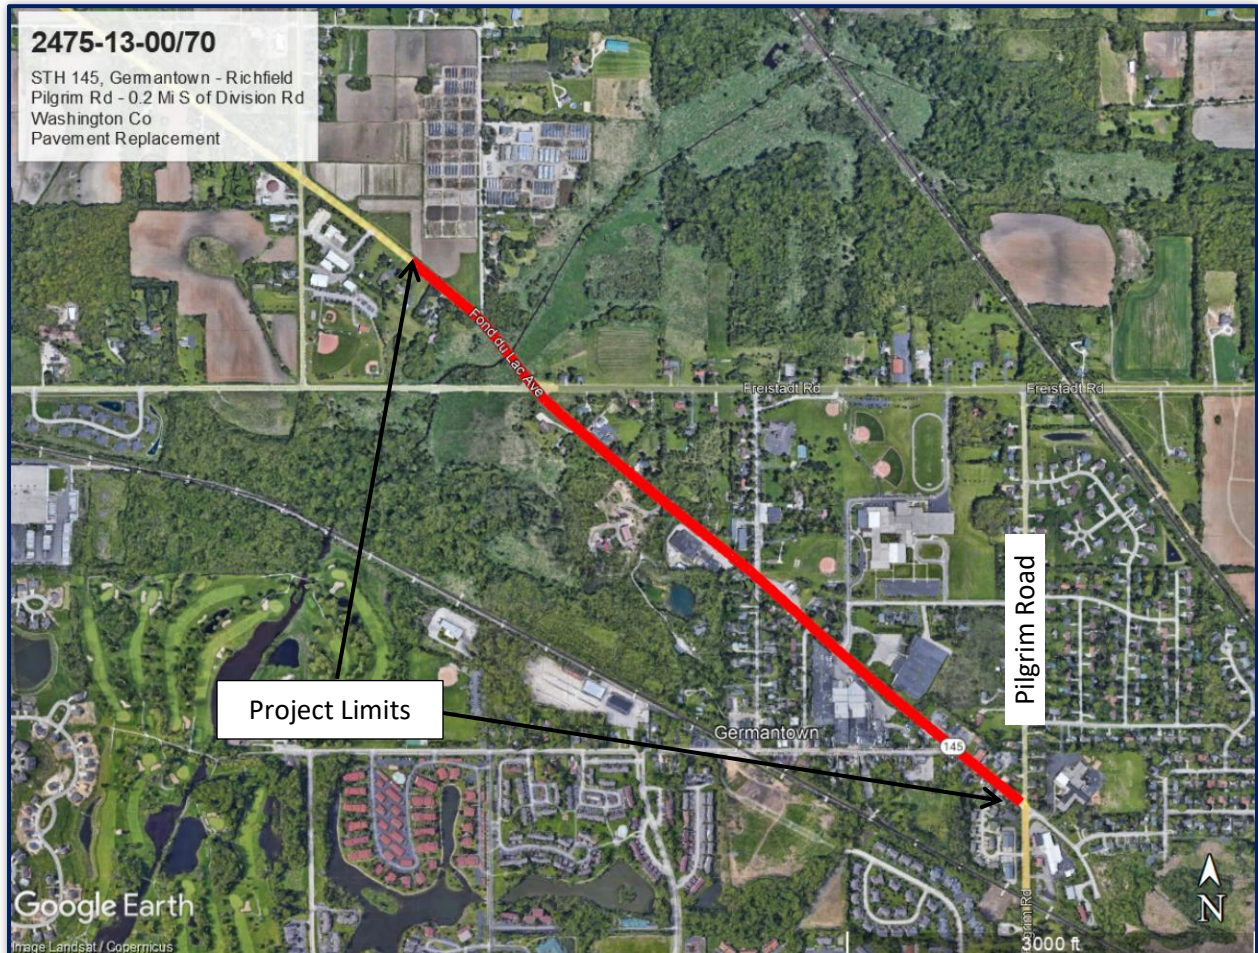 2475-13-00/70
STH 145, Germantown - Richfield
Pilgrim Rd - 0.2 Mi S of Division Rd
Washington Co
Pavement Replacement
Fond du Lac Ave
Freistadt Rd
Freistadt Rd
Pilgrim Road
Project Limits
Germantown
145
Google Earth
Image Landsat / Copernicus
Pilgrim Rd
N
3000 ft